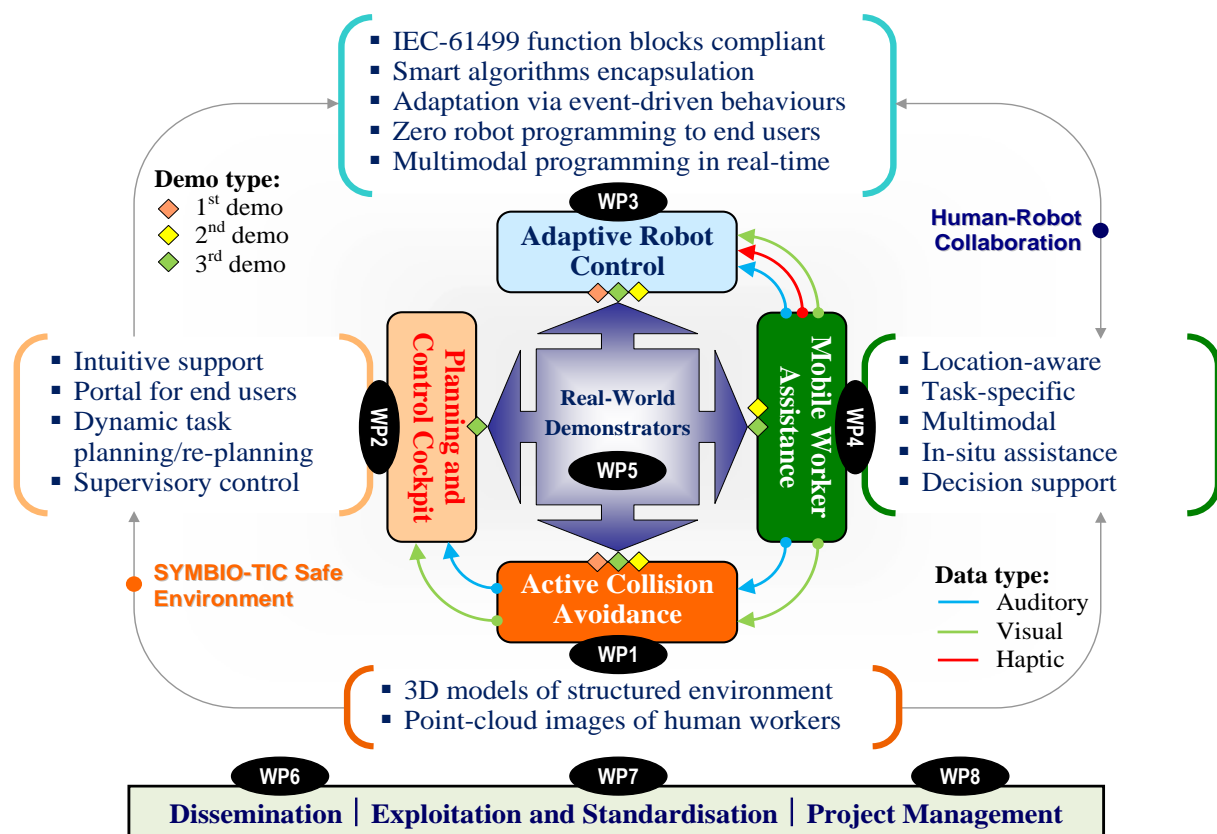 ▪ IEC-61499 function blocks compliant
▪ Smart algorithms encapsulation
▪ Adaptation via event-driven behaviours
▪ Zero robot programming to end users
▪ Multimodal programming in real-time
Demo type:
1st demo
2nd demo
3rd demo
WP3
Adaptive Robot
Control
Human-Robot
Collaboration
▪ Intuitive support
▪ Portal for end users
▪ Dynamic task
planning/re-planning
▪ Supervisory control
WP2
Planning and
Control Cockpit
Real-World
Demonstrators
WP5
Mobile Worker
Assistance
WP4
▪ Location-aware
▪ Task-specific
▪ Multimodal
▪ In-situ assistance
▪ Decision support
SYMBIO-TIC Safe
Environment
Active Collision
Avoidance
WP1
Data type:
Auditory
Visual
Haptic
▪ 3D models of structured environment
▪ Point-cloud images of human workers
WP6
WP7
WP8
Dissemination | Exploitation and Standardisation | Project Management